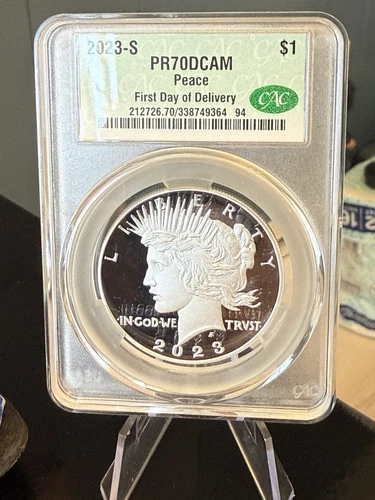 2023-S $1
PR70DCAM
Peace
First Day of Delivery
CAC
212726.70/338749364 94
LIBERTY
IN·GOD·WE TRVST
2023
CAC